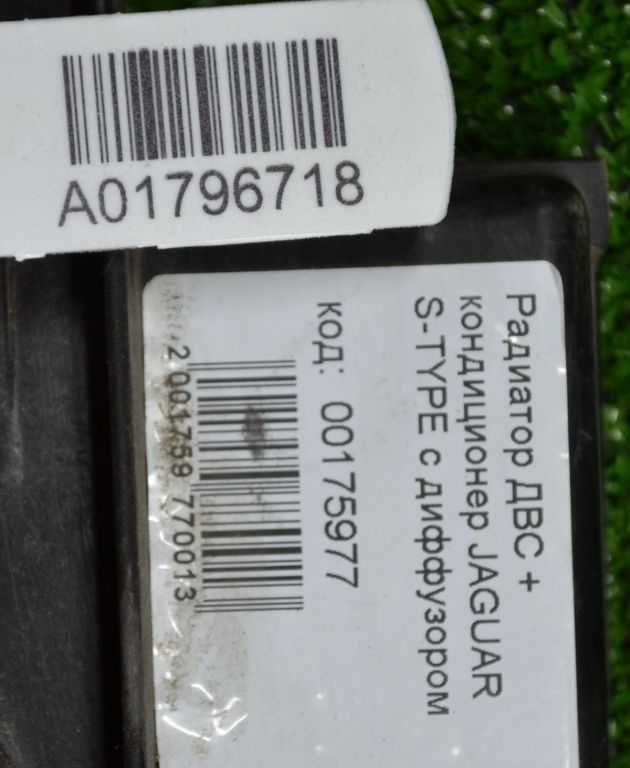 A01796718
Радиатор ДВС +
кондиционер JAGUAR
S-TYPE с диффузором
код: 00175977
2 001759 770013